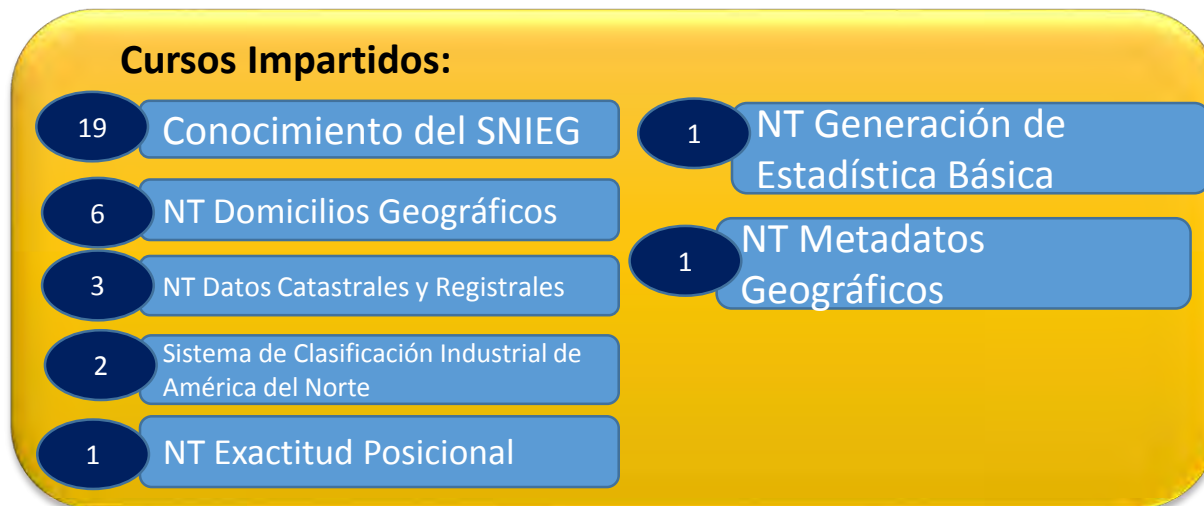 Cursos Impartidos:
19
Conocimiento del SNIEG
6
NT Domicilios Geográficos
3
NT Datos Catastrales y Registrales
2
Sistema de Clasificación Industrial de
América del Norte
1
NT Exactitud Posicional
1
NT Generación de
Estadística Básica
1
NT Metadatos
Geográficos